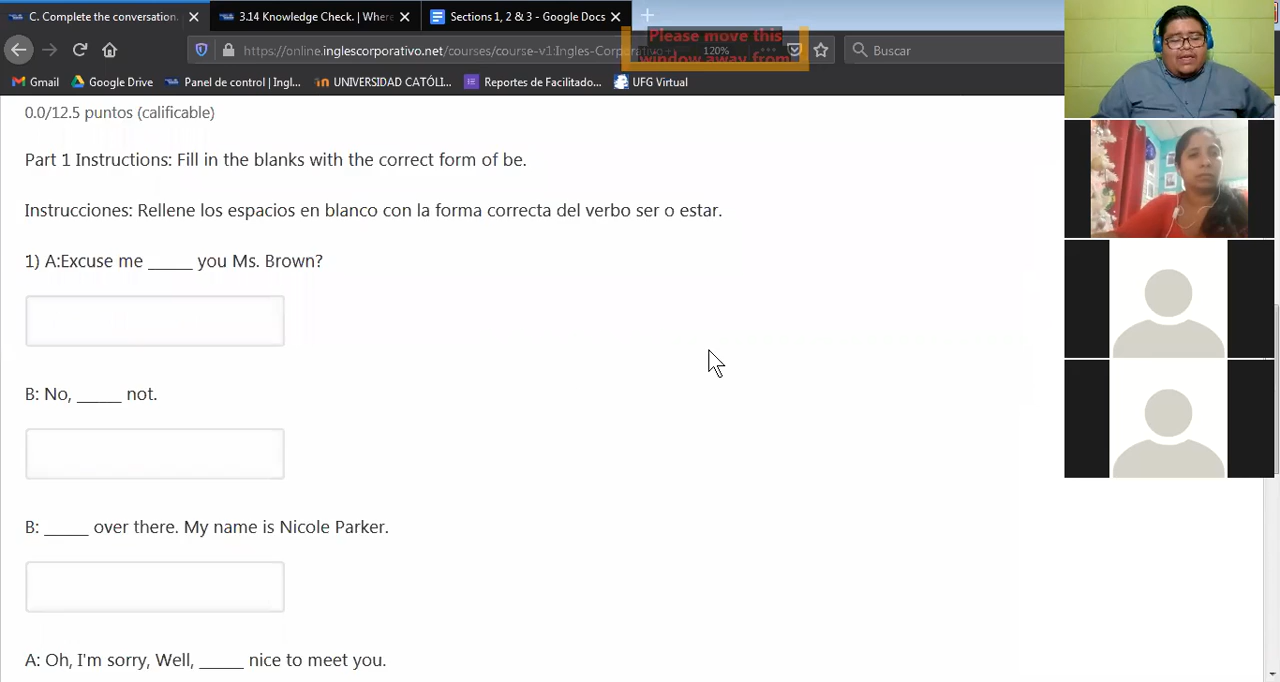 C. Complete the conversation.
3.14 Knowledge Check. | Where
Sections 1, 2 & 3 - Google Docs
https://online.inglescorporativo.net/courses/course-v1:Ingles-Corporativo
Please move this
window away from
120%
Buscar
Gmail
Google Drive
Panel de control | Ingl...
UNIVERSIDAD CATÓLI...
Reportes de Facilitado...
UFG Virtual
0.0/12.5 puntos (calificable)
Part 1 Instructions: Fill in the blanks with the correct form of be.
Instrucciones: Rellene los espacios en blanco con la forma correcta del verbo ser o estar.
1) A:Excuse me _____ you Ms. Brown?
B: No, _____ not.
B: _____ over there. My name is Nicole Parker.
A: Oh, I'm sorry, Well, _____ nice to meet you.